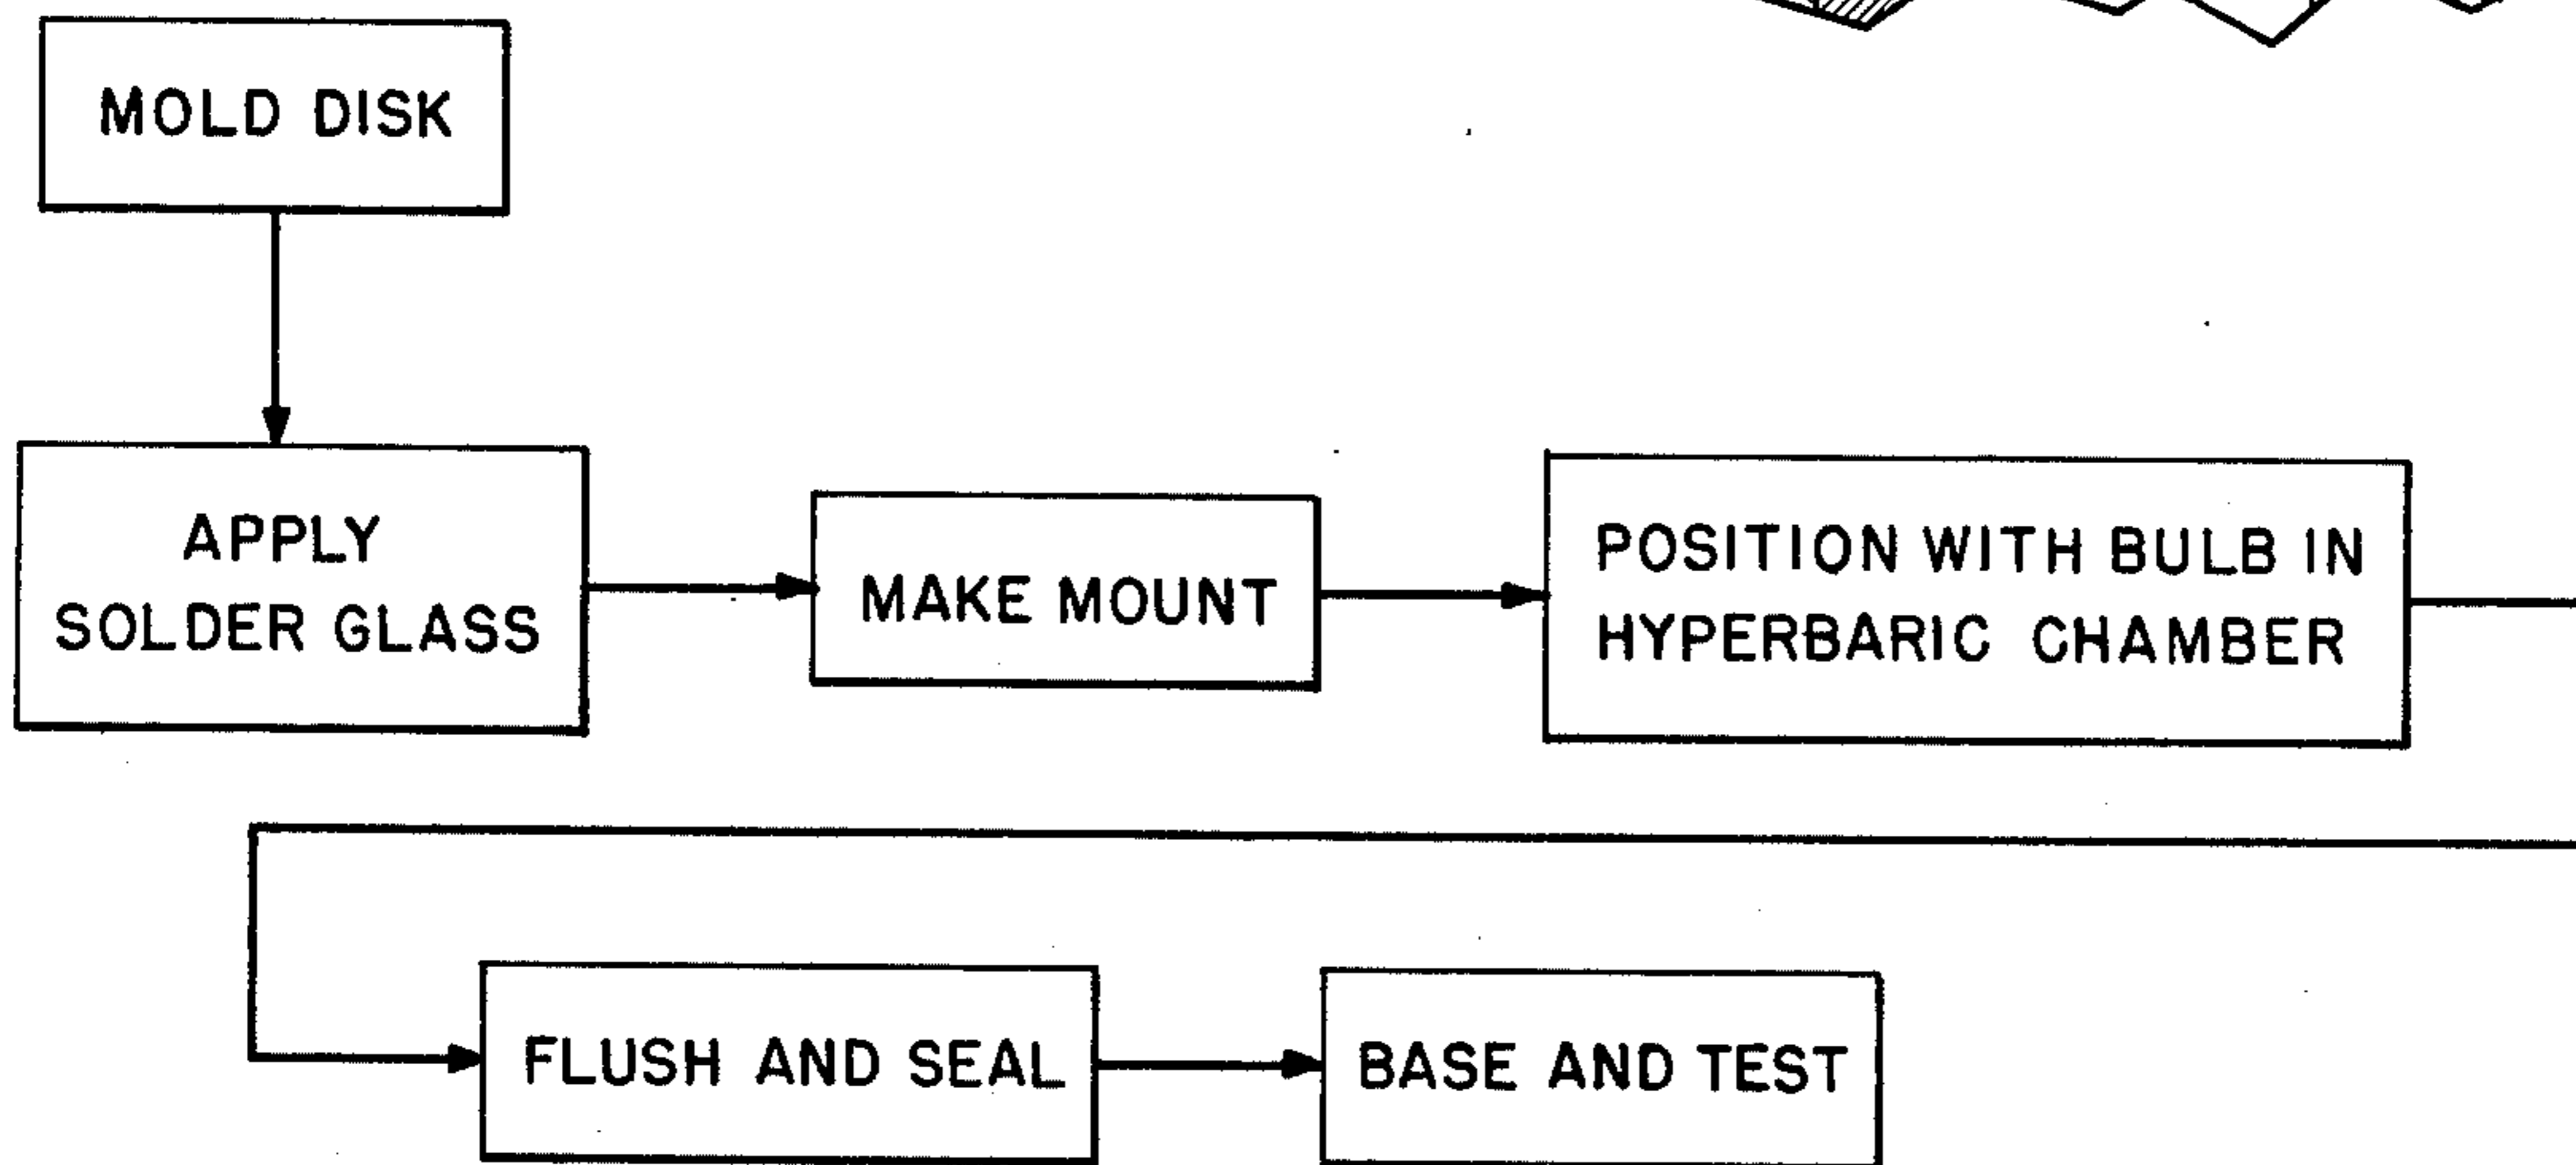 MOLD DISK
APPLY
SOLDER GLASS
MAKE MOUNT
POSITION WITH BULB IN
HYPERBARIC CHAMBER
FLUSH AND SEAL
BASE AND TEST